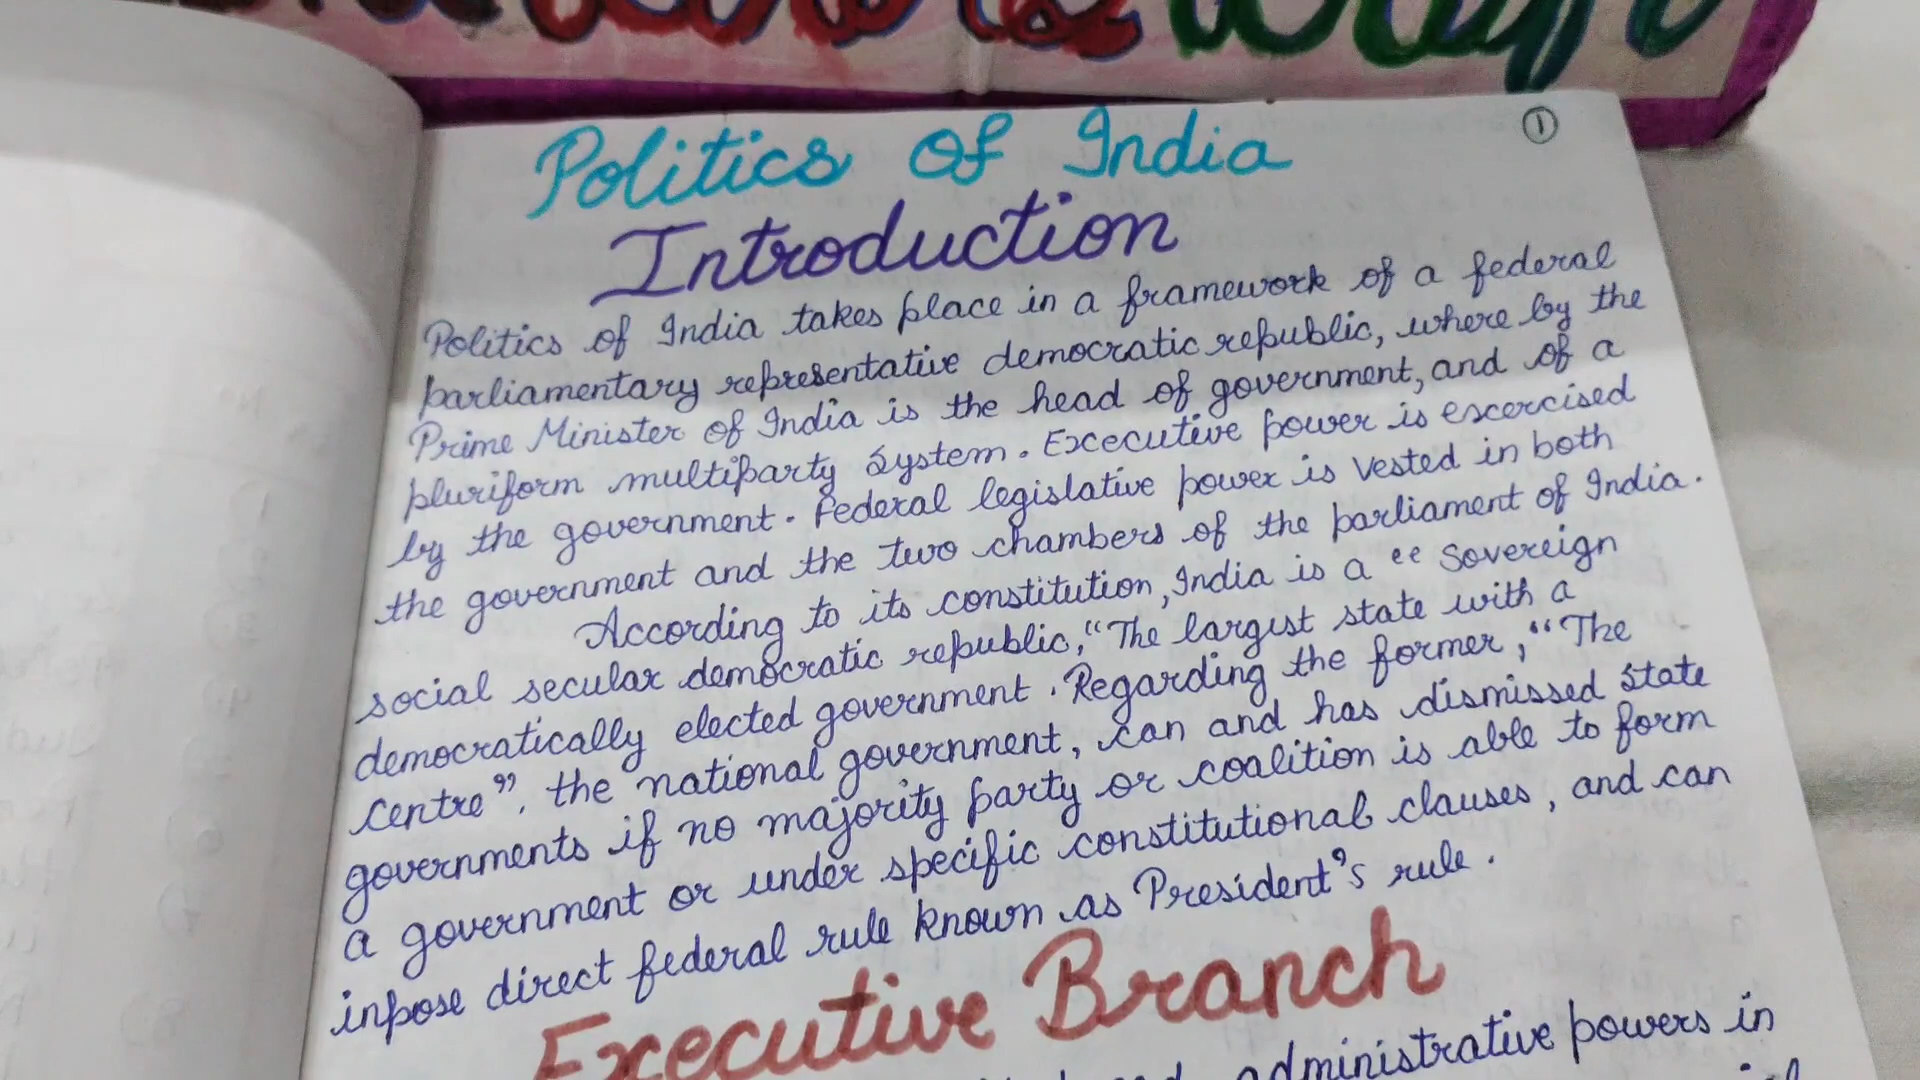 ①
Politics of India
Introduction
Politics of India takes place in a framework of a federal
parliamentary representative democratic republic, where by the
Prime Minister of India is the head of government, and of a
pluriform multiparty system. Executive power is excercised
by the government. Federal legislative power is vested in both
the government and the two chambers of the parliament of India.
According to its constitution, India is a “ Sovereign
social secular democratic republic,“The largest state with a
democratically elected government. Regarding the former, “The
Centre”, the national government, can and has dismissed state
governments if no majority party or coalition is able to form
a government or under specific constitutional clauses, and can
inpose direct federal rule known as President's rule.
Executive Branch
administrative powers in